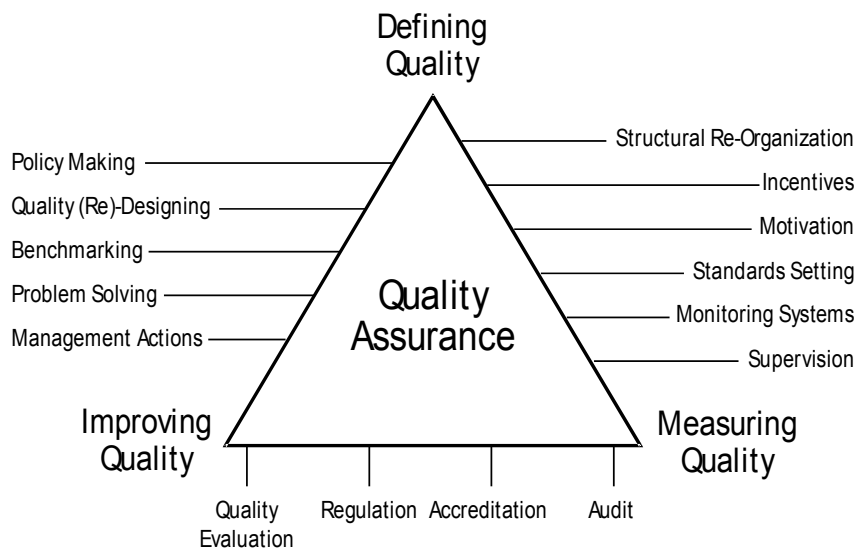 Defining
Quality
Policy Making
Quality (Re)-Designing
Benchmarking
Problem Solving
Management Actions
Structural Re-Organization
Incentives
Motivation
Standards Setting
Monitoring Systems
Supervision
Quality
Assurance
Improving
Quality
Measuring
Quality
Quality
Evaluation
Regulation
Accreditation
Audit